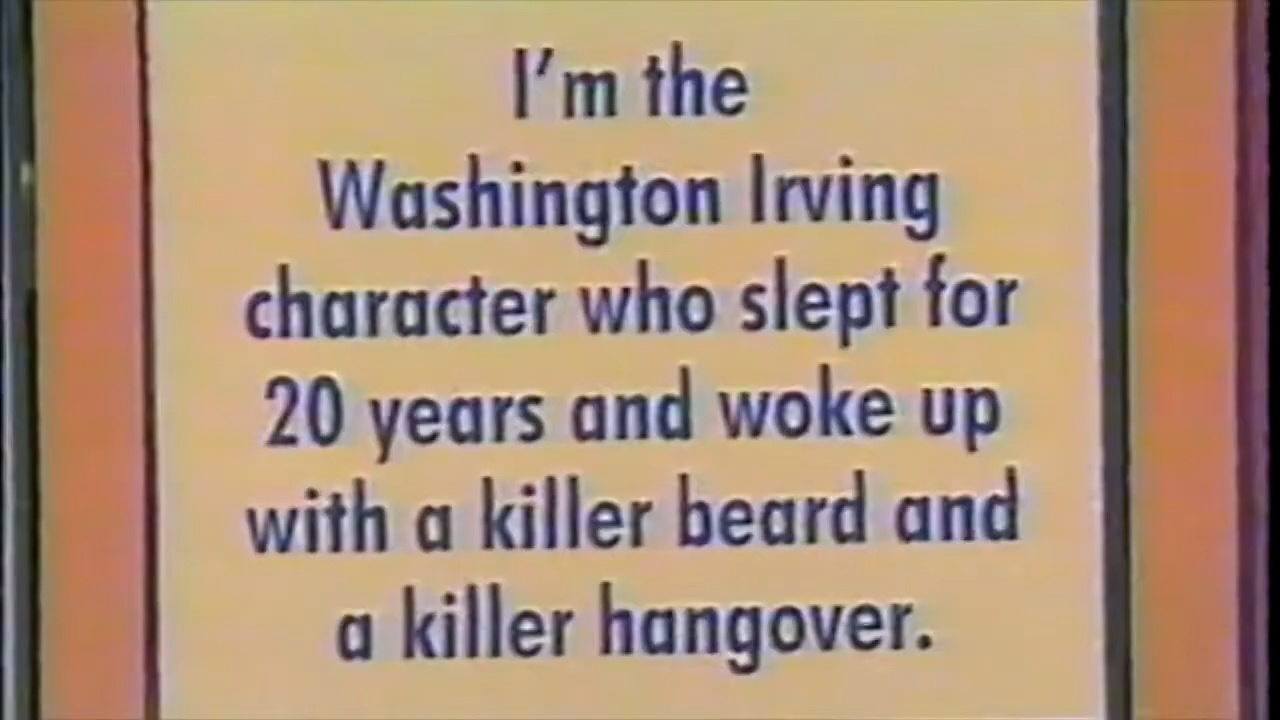 I'm the
Washington Irving
character who slept for
20 years and woke up
with a killer beard and
a killer hangover.